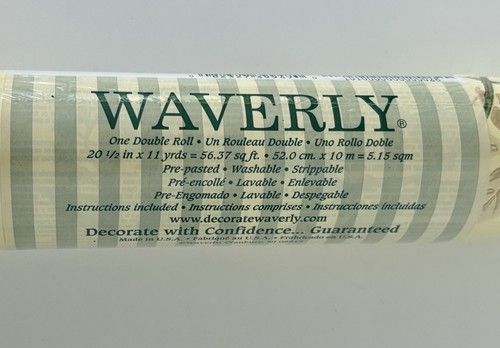 WAVERLY®
One Double Roll • Un Rouleau Double • Uno Rollo Doble
20 1/2 in x 11 yrds = 56.37 sq ft. • 52.0 cm. x 10 m = 5.15 sqm
Pre-pasted • Washable • Strippable
Pré-encollé • Lavable • Enlevable
Pre-Engomado • Lavable • Despegable
Instructions included • Instructions comprises • Instrucciones incluidas
www.decoratewaverly.com
Decorate with Confidence... Guaranteed
Made in U.S.A. • Fabriqué au U.S.A. • Fabricado en U.S.A.